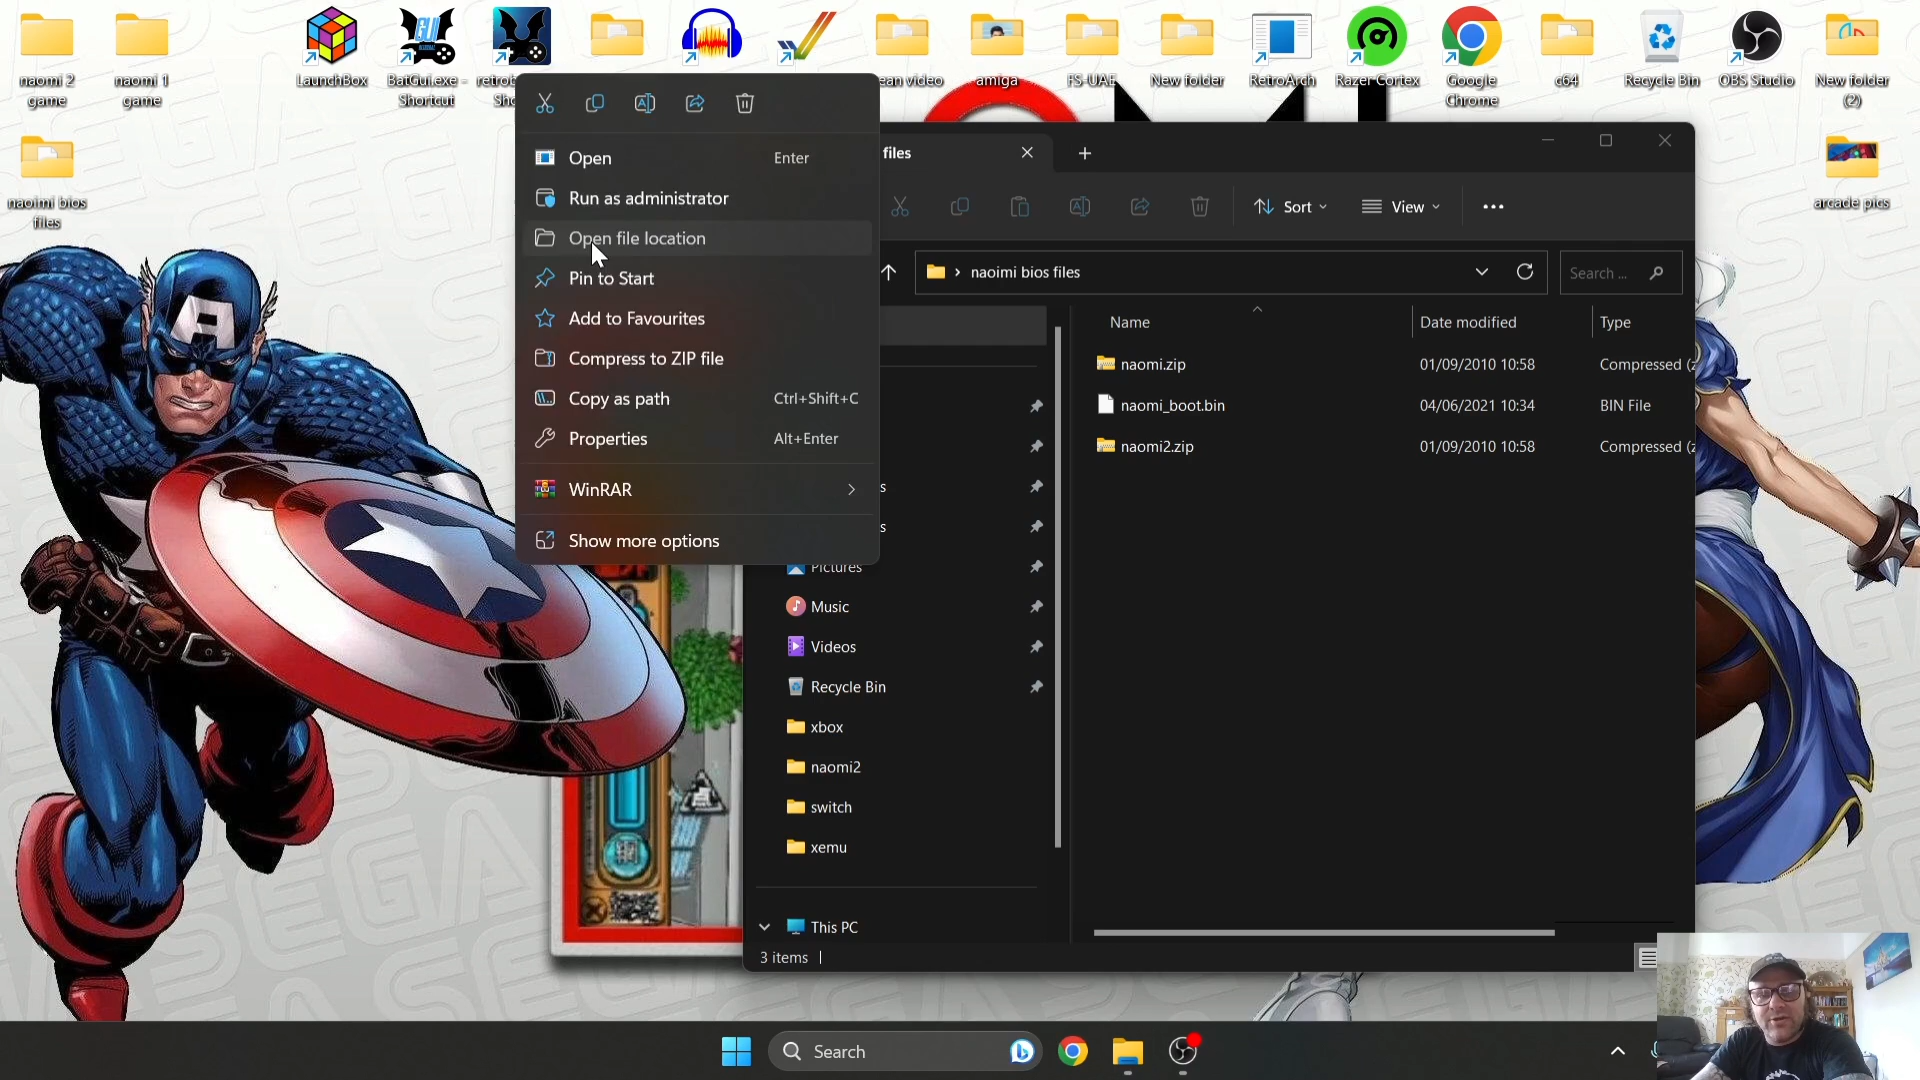 naomi 2
game
naomi 1
game
LaunchBox
BatGui.exe -
Shortcut
amiga
FS-UAE
New folder
RetroArch
Razer Cortex
Google
Chrome
c64
Recycle Bin
OBS Studio
New folder
(2)
naoimi bios
files
arcade pics
Open Enter
Run as administrator
Open file location
Pin to Start
Add to Favourites
Compress to ZIP file
Copy as path Ctrl+Shift+C
Properties Alt+Enter
WinRAR
Show more options
files
Sort
View
naoimi bios files
Search ...
Name Date modified Type
naomi.zip 01/09/2010 10:58 Compressed (z
naomi_boot.bin 04/06/2021 10:34 BIN File
naomi2.zip 01/09/2010 10:58 Compressed (z
Pictures
Music
Videos
Recycle Bin
xbox
naomi2
switch
xemu
This PC
3 items
Search
SEGA